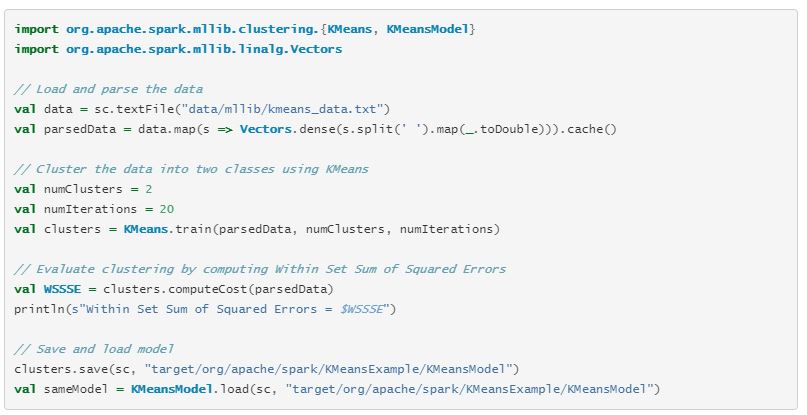 import org.apache.spark.mllib.clustering.{KMeans, KMeansModel}
import org.apache.spark.mllib.linalg.Vectors
// Load and parse the data
val data = sc.textFile("data/mllib/kmeans_data.txt")
val parsedData = data.map(s => Vectors.dense(s.split(' ').map(_.toDouble))).cache()
// Cluster the data into two classes using KMeans
val numClusters = 2
val numIterations = 20
val clusters = KMeans.train(parsedData, numClusters, numIterations)
// Evaluate clustering by computing Within Set Sum of Squared Errors
val WSSSE = clusters.computeCost(parsedData)
println(s"Within Set Sum of Squared Errors = $WSSSE")
// Save and load model
clusters.save(sc, "target/org/apache/spark/KMeansExample/KMeansModel")
val sameModel = KMeansModel.load(sc, "target/org/apache/spark/KMeansExample/KMeansModel")